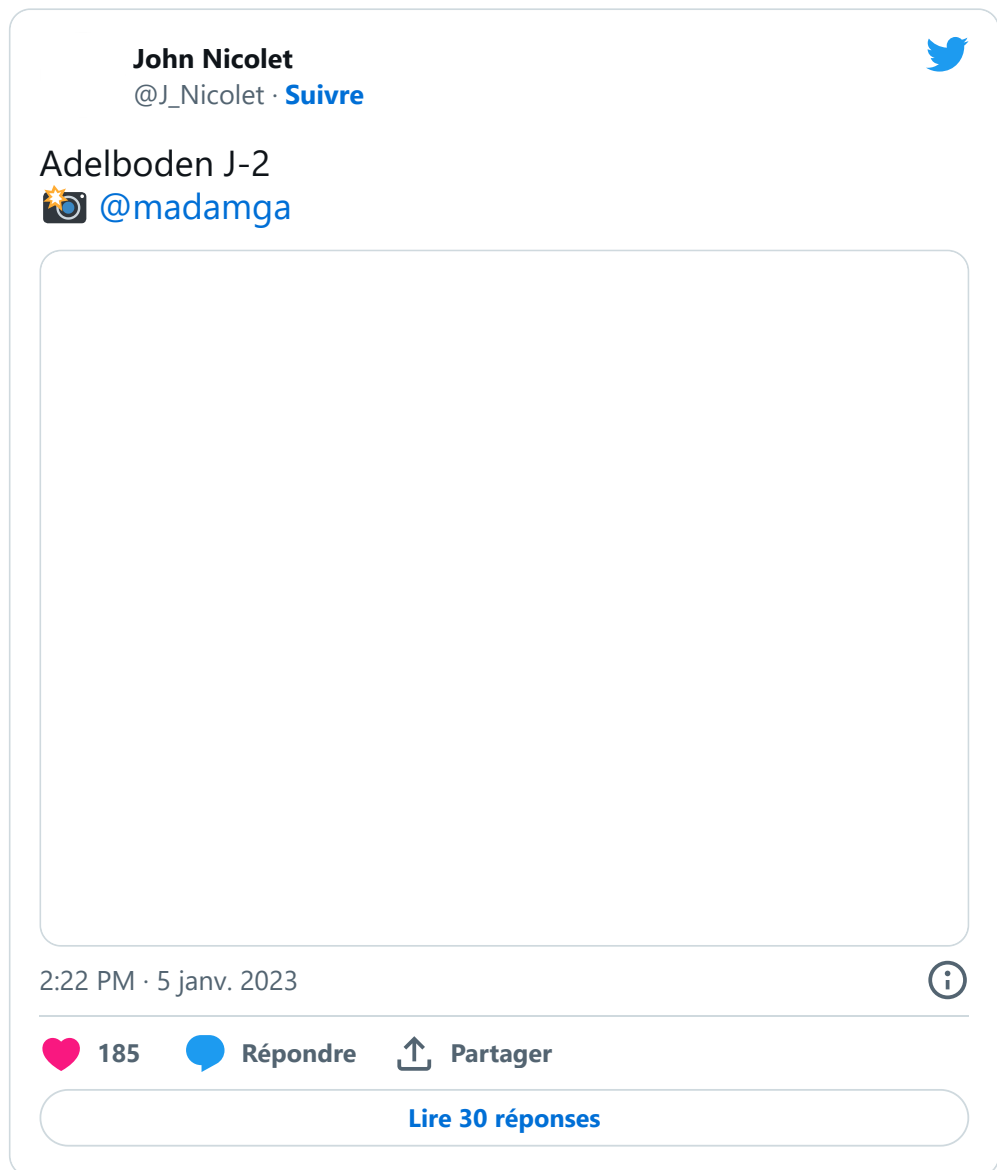 John Nicolet
@J_Nicolet · Suivre
Adelboden J-2
📸 @madamga
2:22 PM · 5 janv. 2023
185 Répondre Partager
Lire 30 réponses